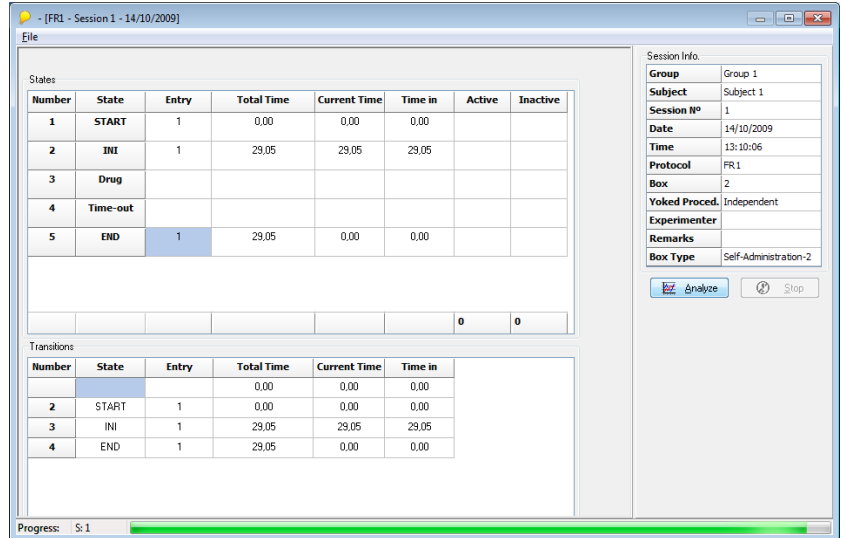 - [FR1 - Session 1 - 14/10/2009]
File
States
Number State Entry Total Time Current Time Time in Active Inactive
1 START 1 0,00 0,00 0,00
2 INI 1 29,05 29,05 29,05
3 Drug
4 Time-out
5 END 1 29,05 0,00 0,00
0 0
Transitions
Number State Entry Total Time Current Time Time in
0,00 0,00 0,00
2 START 1 0,00 0,00 0,00
3 INI 1 29,05 29,05 29,05
4 END 1 29,05 0,00 0,00
Session Info.
Group Group 1
Subject Subject 1
Session Nº 1
Date 14/10/2009
Time 13:10:06
Protocol FR1
Box 2
Yoked Proced. Independent
Experimenter
Remarks
Box Type Self-Administration-2
Analyze Stop
Progress: S: 1